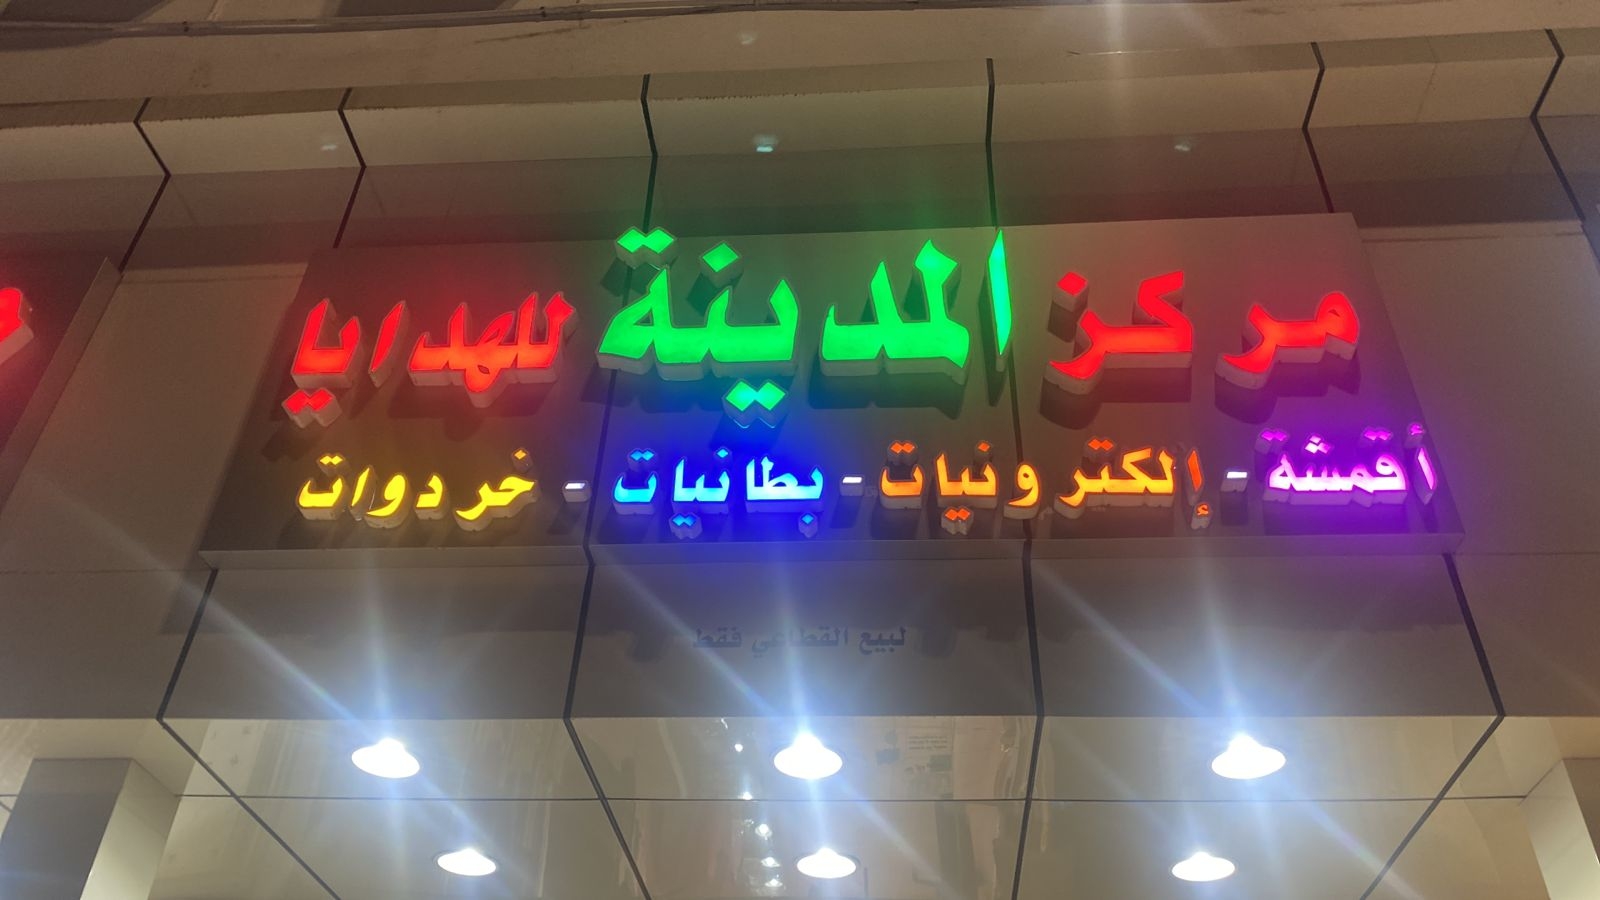 مركز المدينة للهدايا
أقمشة - إلكترونيات - بطانيات - خردوات
لبيع القطاعي فقط